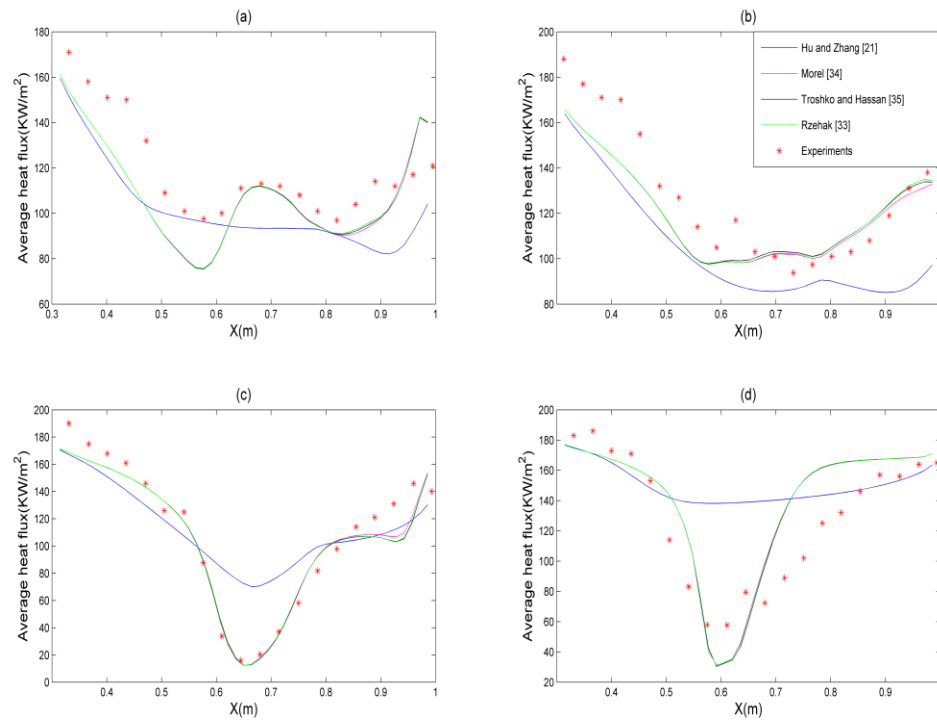 (a)
180
160
140
120
100
80
60
0.3 0.4 0.5 0.6 0.7 0.8 0.9 1
X(m)
Average heat flux(KW/m²)
(b)
200
180
160
140
120
100
80
0.4 0.5 0.6 0.7 0.8 0.9
X(m)
Average heat flux(KW/m²)
Hu and Zhang [21]
Morel [34]
Troshko and Hassan [35]
Rzehak [33]
Experiments
(c)
200
180
160
140
120
100
80
60
40
20
0
0.4 0.5 0.6 0.7 0.8 0.9 1
X(m)
Average heat flux(KW/m²)
(d)
200
180
160
140
120
100
80
60
40
20
0.4 0.5 0.6 0.7 0.8 0.9
X(m)
Average heat flux(KW/m²)